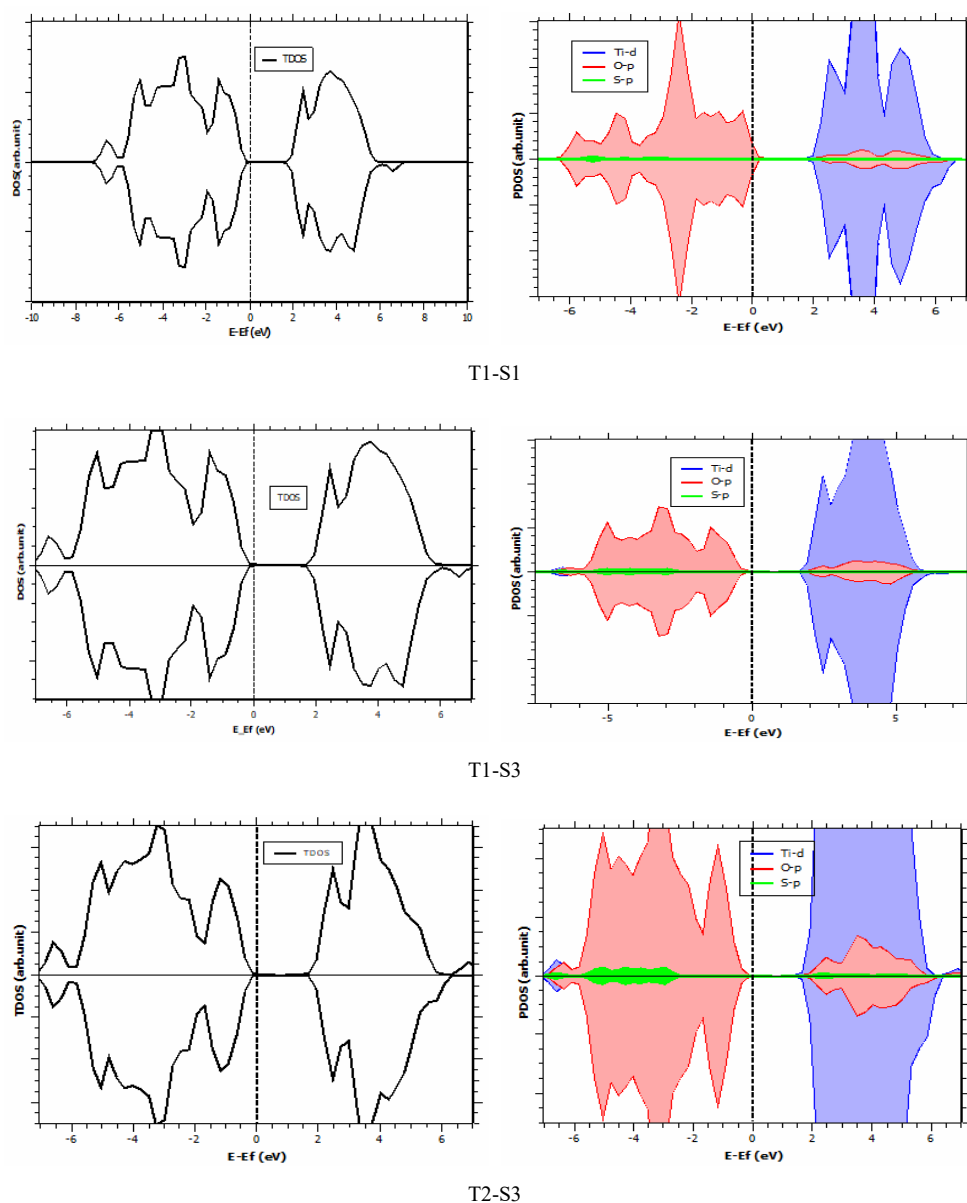 TDOS
DOS(arb.unit)
-10 -8 -6 -4 -2 0 2 4 6 8 10
E-Ef(eV)
Ti-d
O-p
S-p
PDOS(arb.unit)
-6 -4 -2 0 2 4 6
E-Ef (eV)
T1-S1
TDOS
DOS (arb.unit)
-6 -4 -2 0 2 4 6
E_Ef (eV)
Ti-d
O-p
S-p
PDOS (arb.unit)
-5 0 5
E-Ef (eV)
T1-S3
TDOS
TDOS (arb.unit)
-6 -4 -2 0 2 4 6
E-Ef (eV)
Ti-d
O-p
S-p
PDOS (arb.unit)
-6 -4 -2 0 2 4 6
E-Ef (eV)
T2-S3